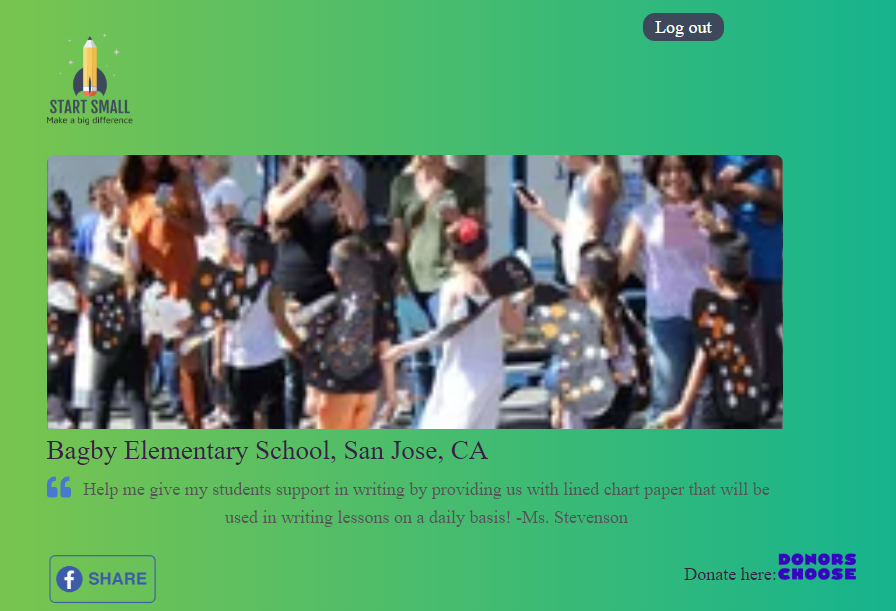 Log out
START SMALL
Make a big difference
Bagby Elementary School, San Jose, CA
Help me give my students support in writing by providing us with lined chart paper that will be
used in writing lessons on a daily basis! -Ms. Stevenson
SHARE
Donate here: DONORS CHOOSE